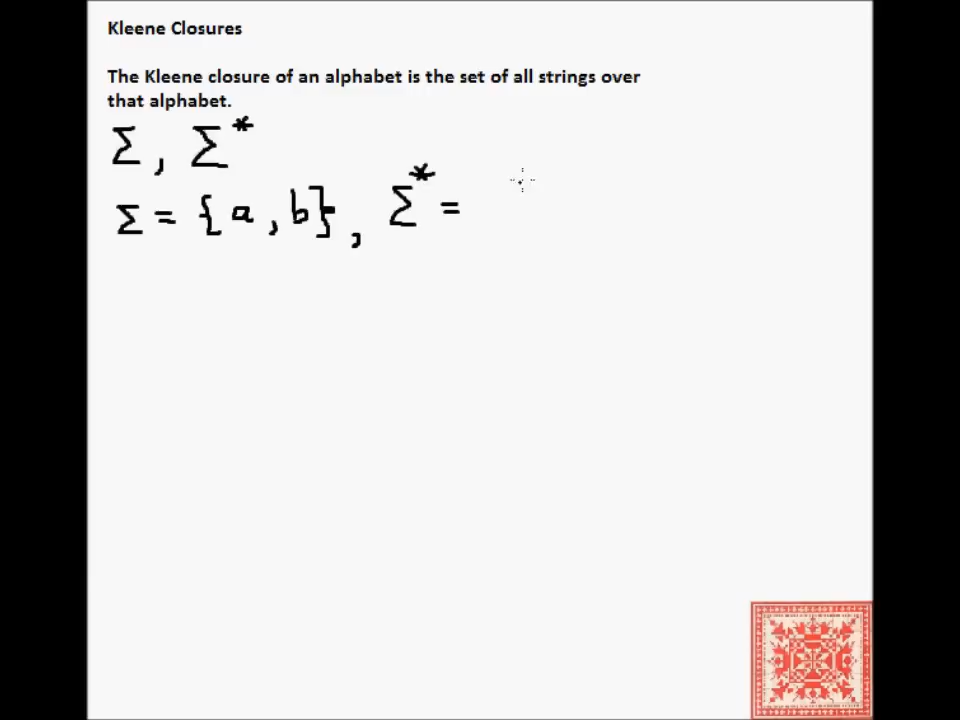 Kleene Closures
The Kleene closure of an alphabet is the set of all strings over
that alphabet.
Σ, Σ*
Σ = {a, b}, Σ* =